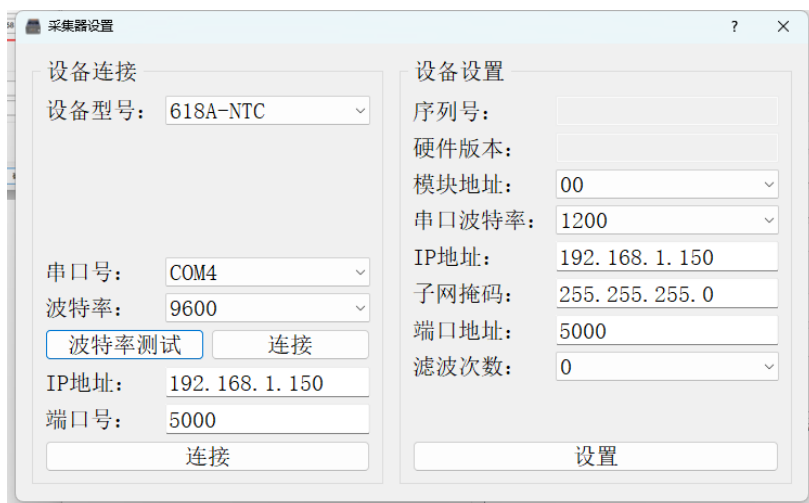 采集器设置
?
设备连接
设备型号： 618A-NTC
串口号： COM4
波特率： 9600
波特率测试 连接
IP地址： 192.168.1.150
端口号： 5000
连接
设备设置
序列号：
硬件版本：
模块地址： 00
串口波特率： 1200
IP地址： 192.168.1.150
子网掩码： 255.255.255.0
端口地址： 5000
滤波次数： 0
设置